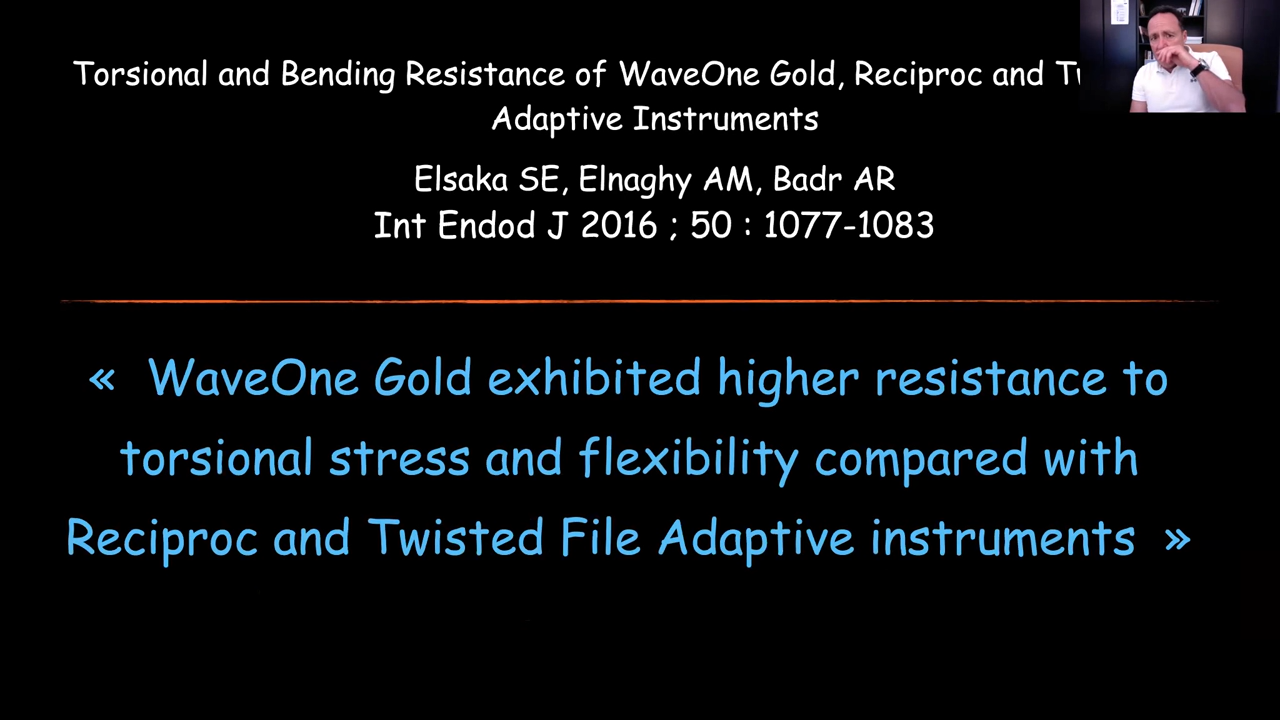 Torsional and Bending Resistance of WaveOne Gold, Reciproc and
Adaptive Instruments
Elsaka SE, Elnaghy AM, Badr AR
Int Endod J 2016 ; 50 : 1077-1083
« WaveOne Gold exhibited higher resistance to
torsional stress and flexibility compared with
Reciproc and Twisted File Adaptive instruments »